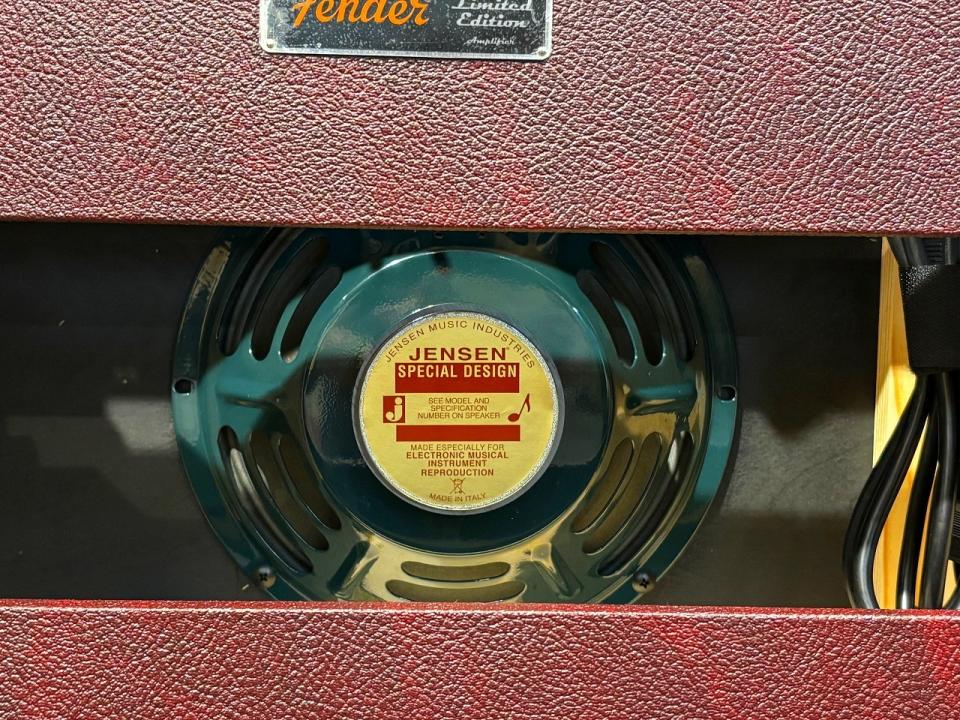 Fender
Limited
Edition
Amplifier
JENSEN MUSIC INDUSTRIES
JENSEN®
SPECIAL DESIGN
j
SEE MODEL AND
SPECIFICATION
NUMBER ON SPEAKER
MADE ESPECIALLY FOR
ELECTRONIC MUSICAL
INSTRUMENT
REPRODUCTION
MADE IN ITALY